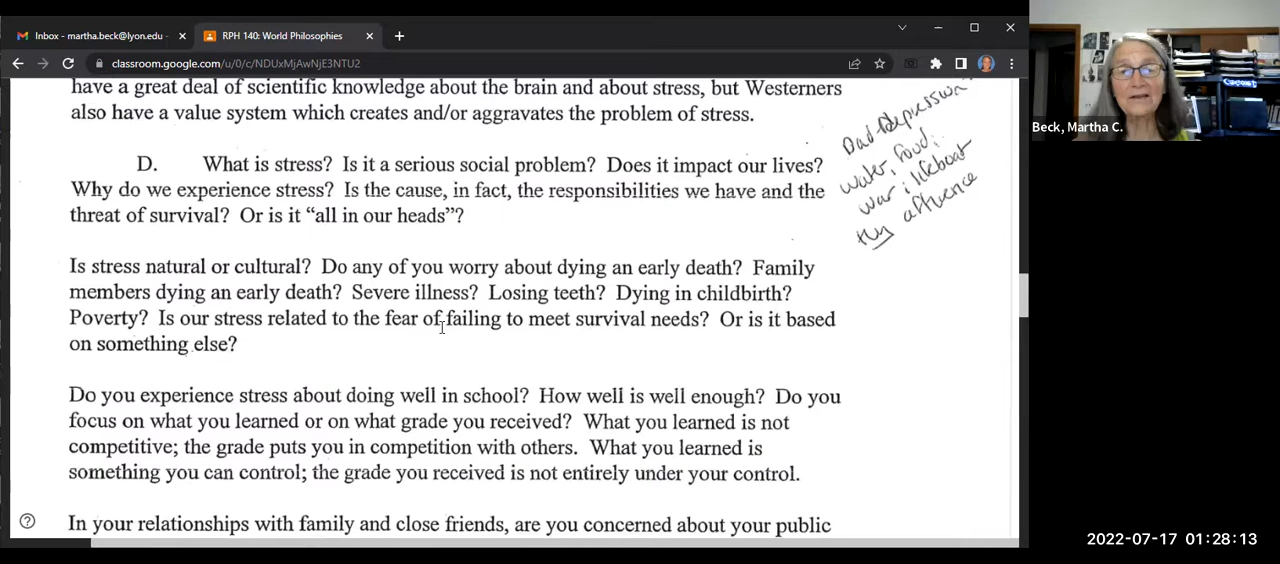 Inbox - martha.beck@lyon.edu -
RPH 140: World Philosophies
classroom.google.com/u/0/c/NDUxMjAwNjE3NTU2
have a great deal of scientific knowledge about the brain and about stress, but Westerners
also have a value system which creates and/or aggravates the problem of stress.
Dad Depression
water, food,
war i lifeboat
thy affluence
D. What is stress? Is it a serious social problem? Does it impact our lives?
Why do we experience stress? Is the cause, in fact, the responsibilities we have and the
threat of survival? Or is it “all in our heads”?
Is stress natural or cultural? Do any of you worry about dying an early death? Family
members dying an early death? Severe illness? Losing teeth? Dying in childbirth?
Poverty? Is our stress related to the fear of failing to meet survival needs? Or is it based
on something else?
Do you experience stress about doing well in school? How well is well enough? Do you
focus on what you learned or on what grade you received? What you learned is not
competitive; the grade puts you in competition with others. What you learned is
something you can control; the grade you received is not entirely under your control.
In your relationships with family and close friends, are you concerned about your public
Beck, Martha C.
2022-07-17 01:28:13